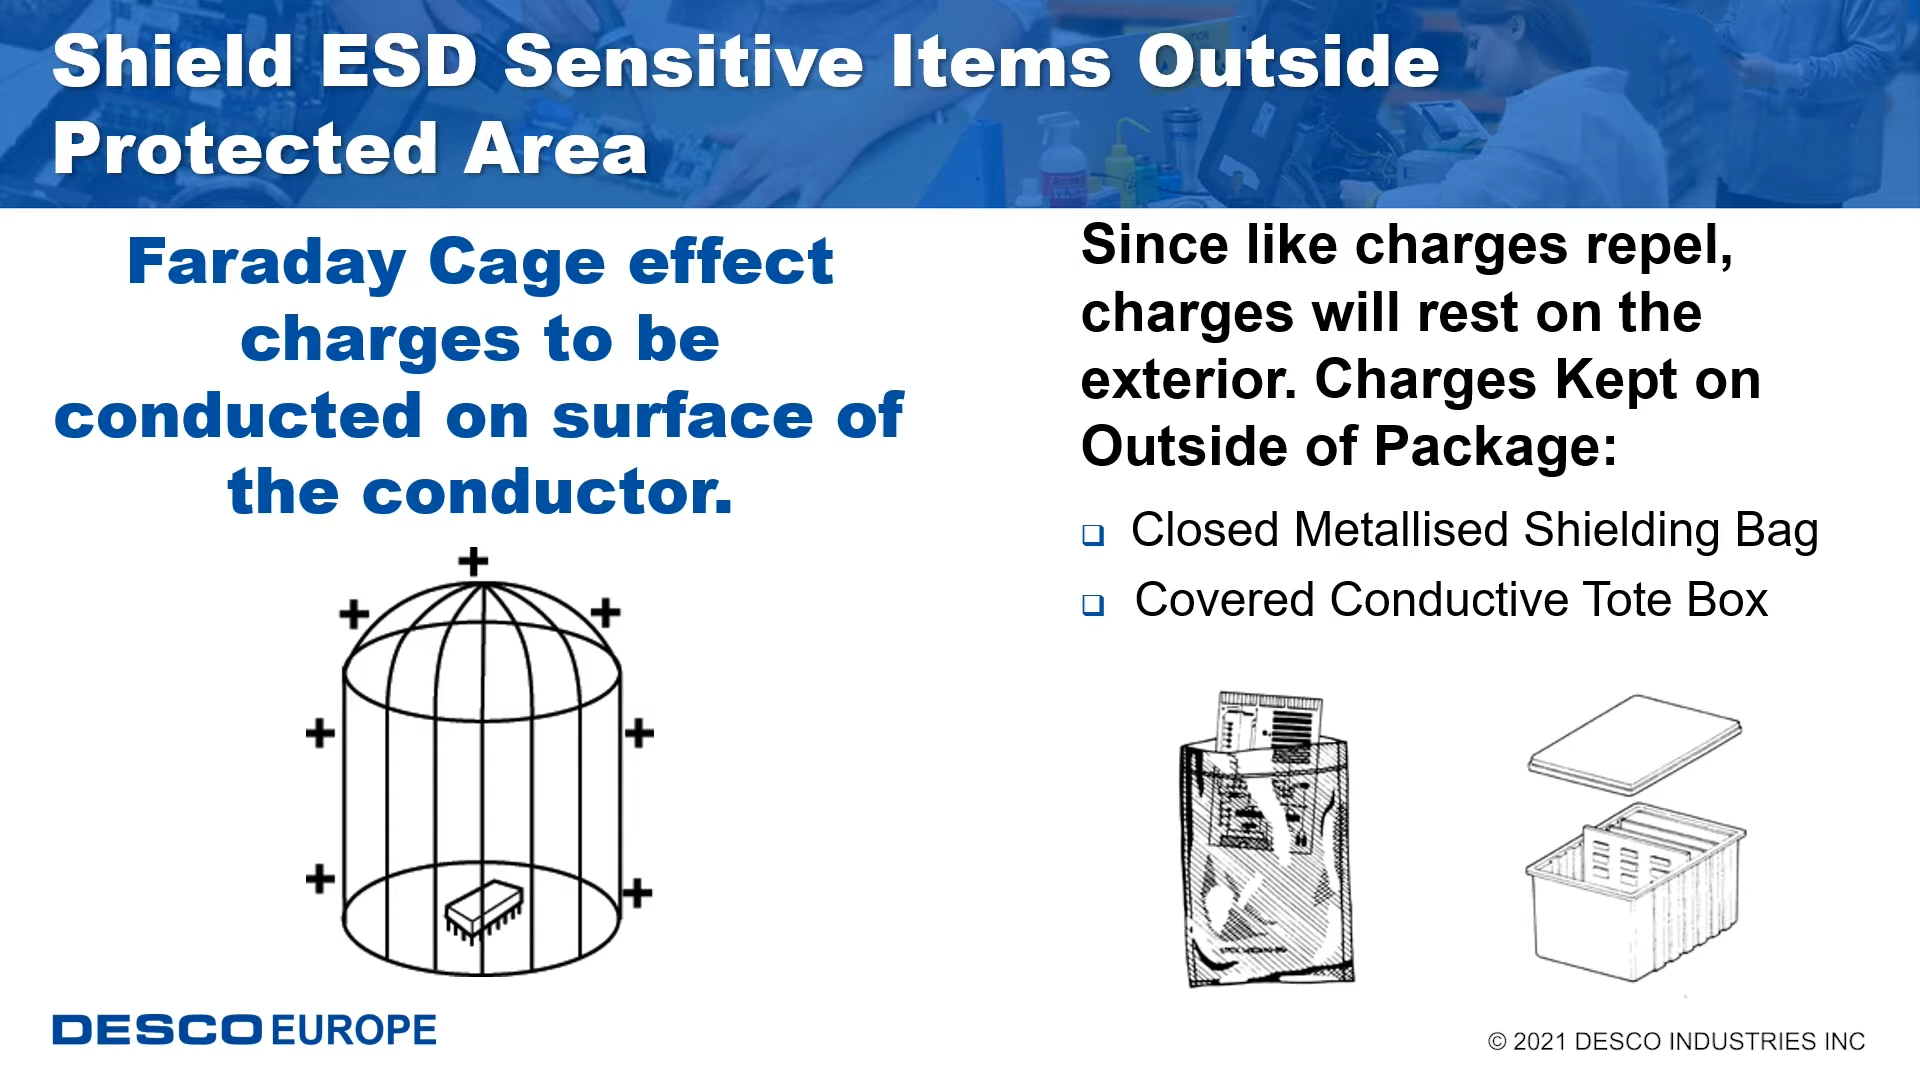 Shield ESD Sensitive Items Outside
Protected Area
Faraday Cage effect
charges to be
conducted on surface of
the conductor.
Since like charges repel,
charges will rest on the
exterior. Charges Kept on
Outside of Package:
❑ Closed Metallised Shielding Bag
❑ Covered Conductive Tote Box
+
+ +
+ +
+ +
DESCO EUROPE
© 2021 DESCO INDUSTRIES INC